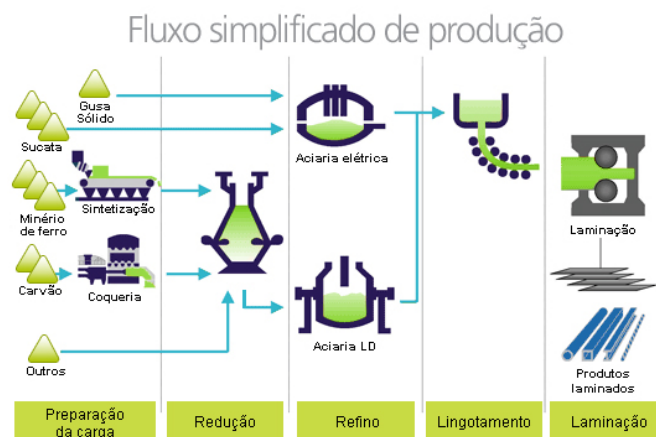 Fluxo simplificado de produção
Gusa
Sólido
Sucata
Aciaria elétrica
Sintetização
Minério
de ferro
Laminação
Carvão
Coqueria
Aciaria LD
Outros
Produtos
laminados
Preparação
da carga
Redução
Refino
Lingotamento
Laminação